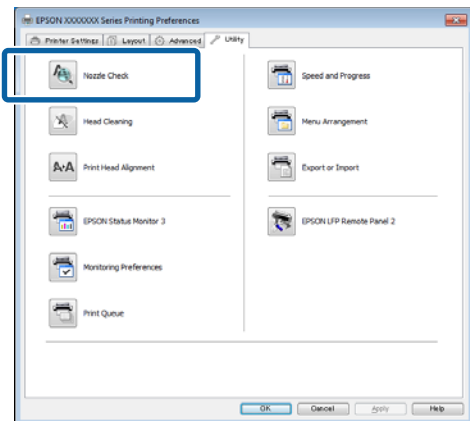 EPSON XXXXXXX Series Printing Preferences
Printer Settings Layout Advanced Utility
Nozzle Check
Speed and Progress
Head Cleaning
Menu Arrangement
A A Print Head Alignment
Export or Import
EPSON Status Monitor 3
EPSON LFP Remote Panel 2
Monitoring Preferences
Print Queue
OK Cancel Apply Help